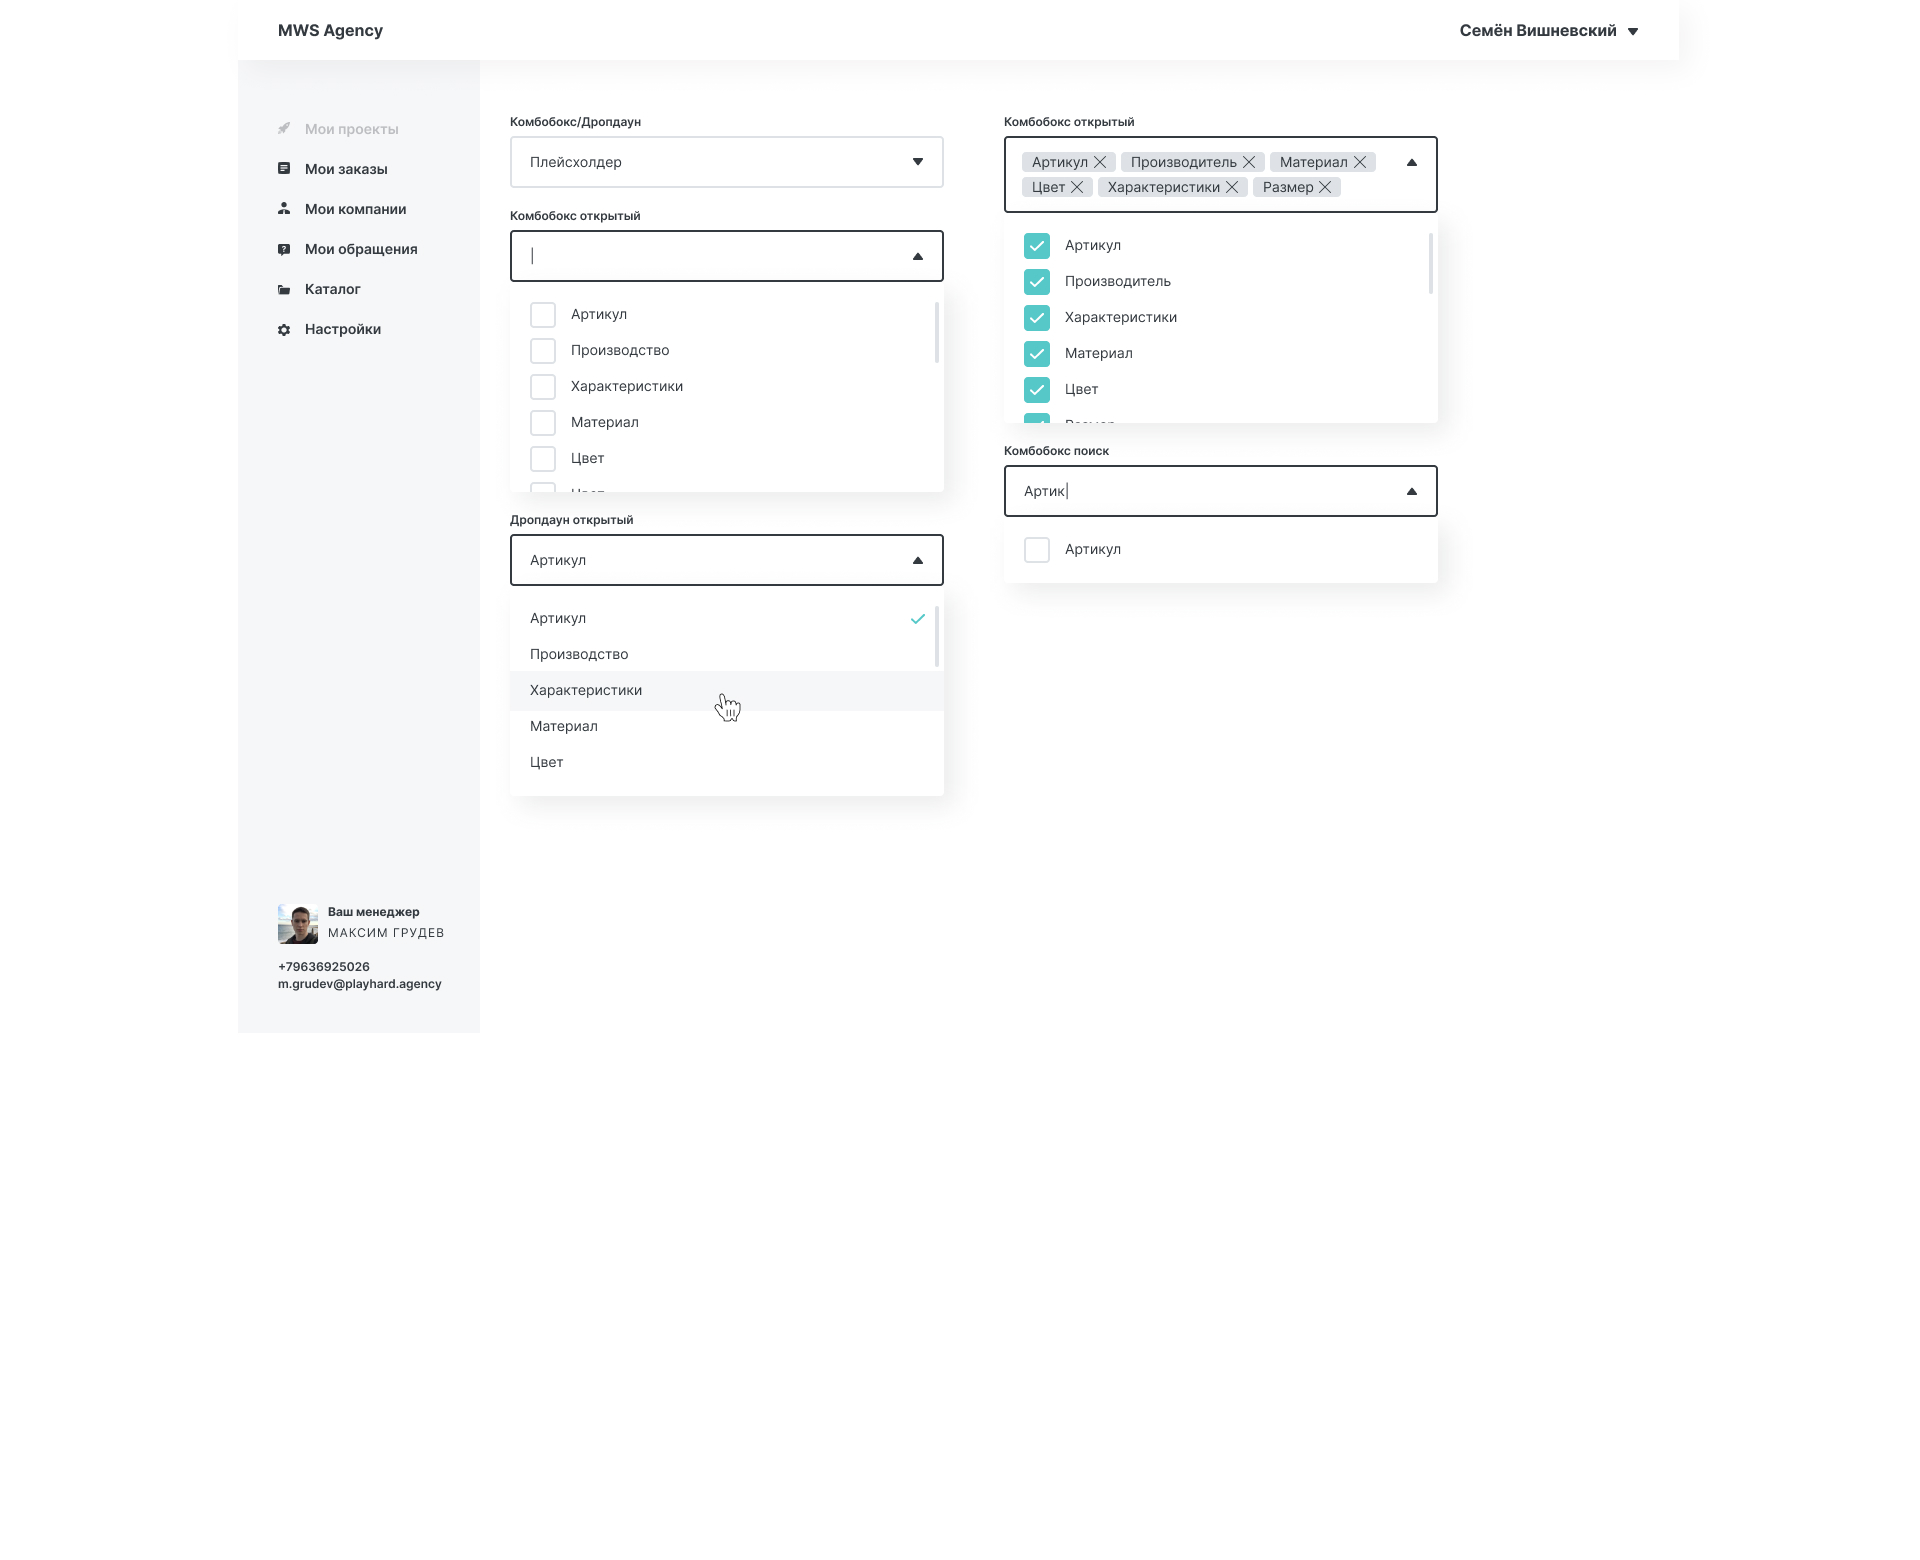 MWS Agency
Семён Вишневский
Мои проекты
Мои заказы
Мои компании
Мои обращения
Каталог
Настройки
Ваш менеджер
МАКСИМ ГРУДЕВ
+79636925026
m.grudev@playhard.agency
Комбобокс/Дропдаун
Плейсхолдер
Комбобокс открытый
Артикул
Производство
Характеристики
Материал
Цвет
Цвет
Дропдаун открытый
Артикул
Артикул
Производство
Характеристики
Материал
Цвет
Комбобокс открытый
Артикул Производитель Материал
Цвет Характеристики Размер
Артикул
Производитель
Характеристики
Материал
Цвет
Размер
Комбобокс поиск
Артик
Артикул